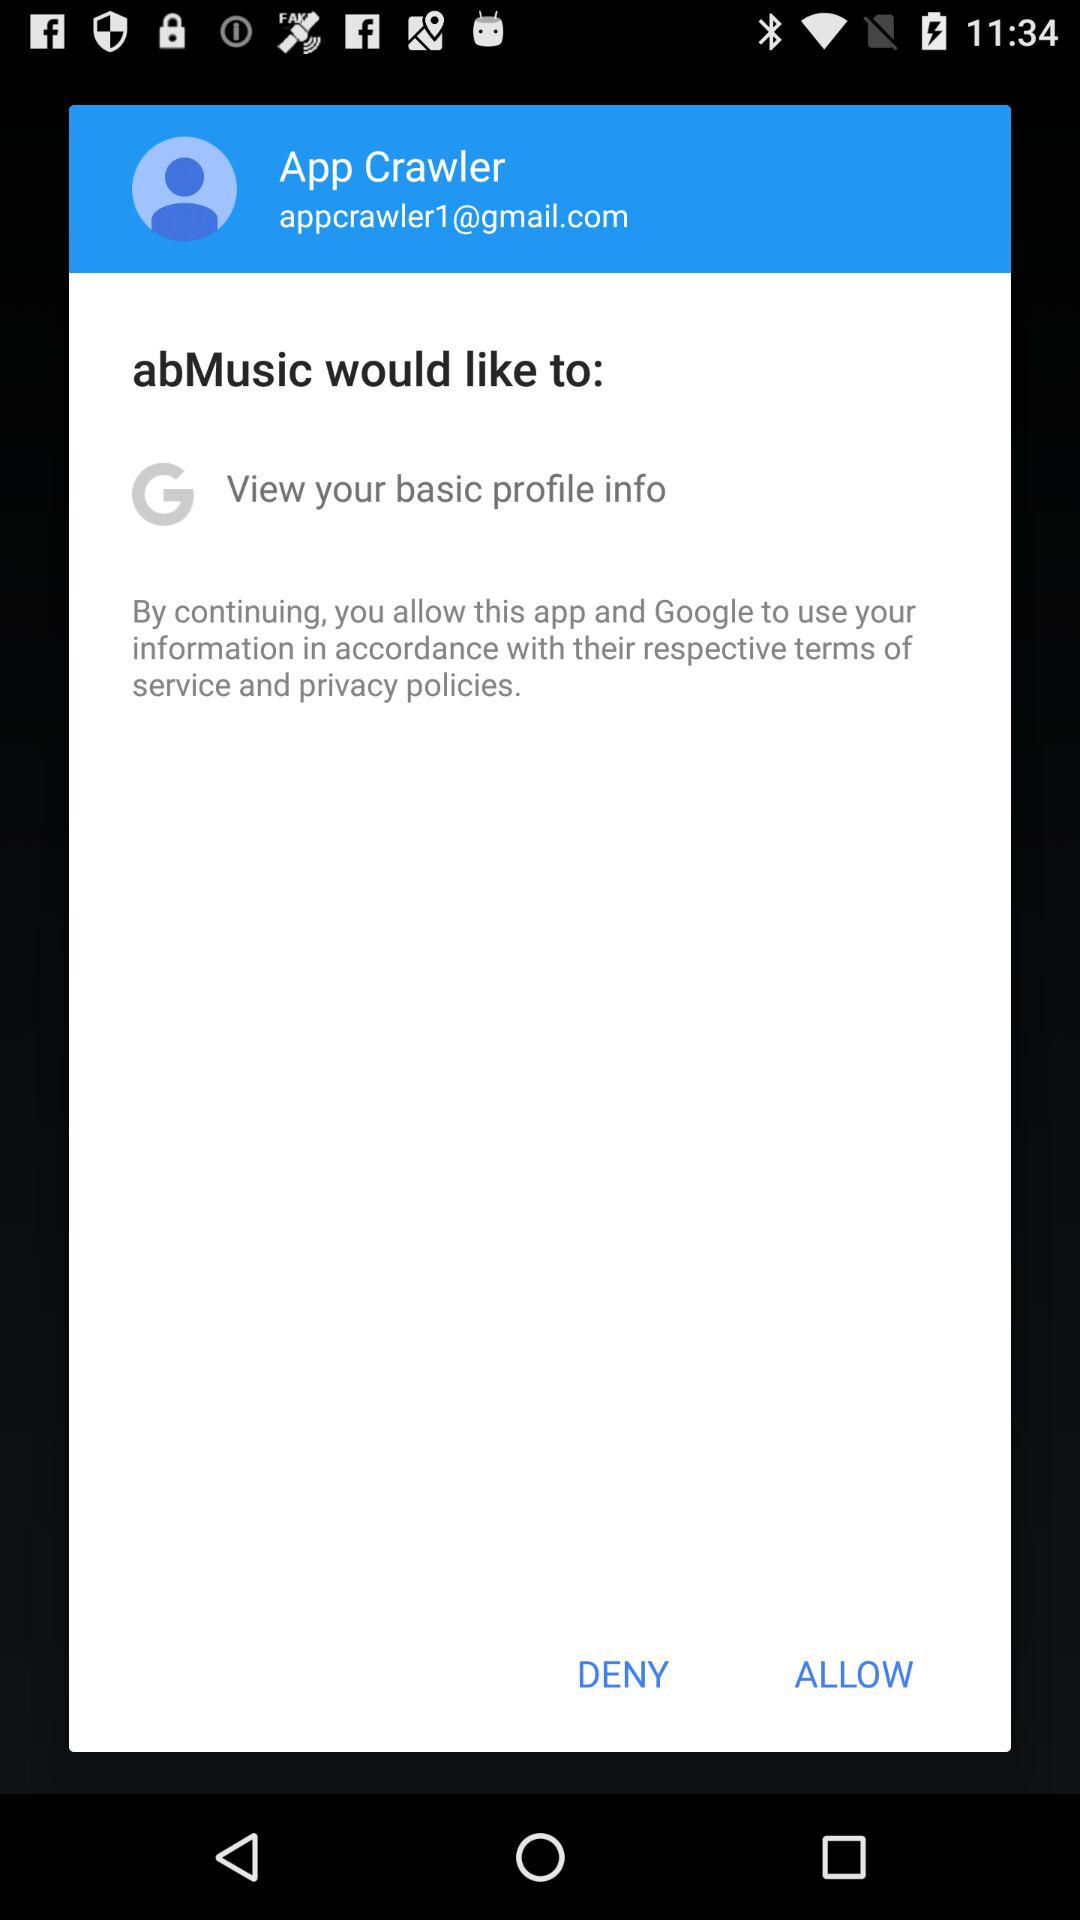 FAKE
11:34
App Crawler
appcrawler1@gmail.com
abMusic would like to:
View your basic profile info
By continuing, you allow this app and Google to use your
information in accordance with their respective terms of
service and privacy policies.
DENY
ALLOW